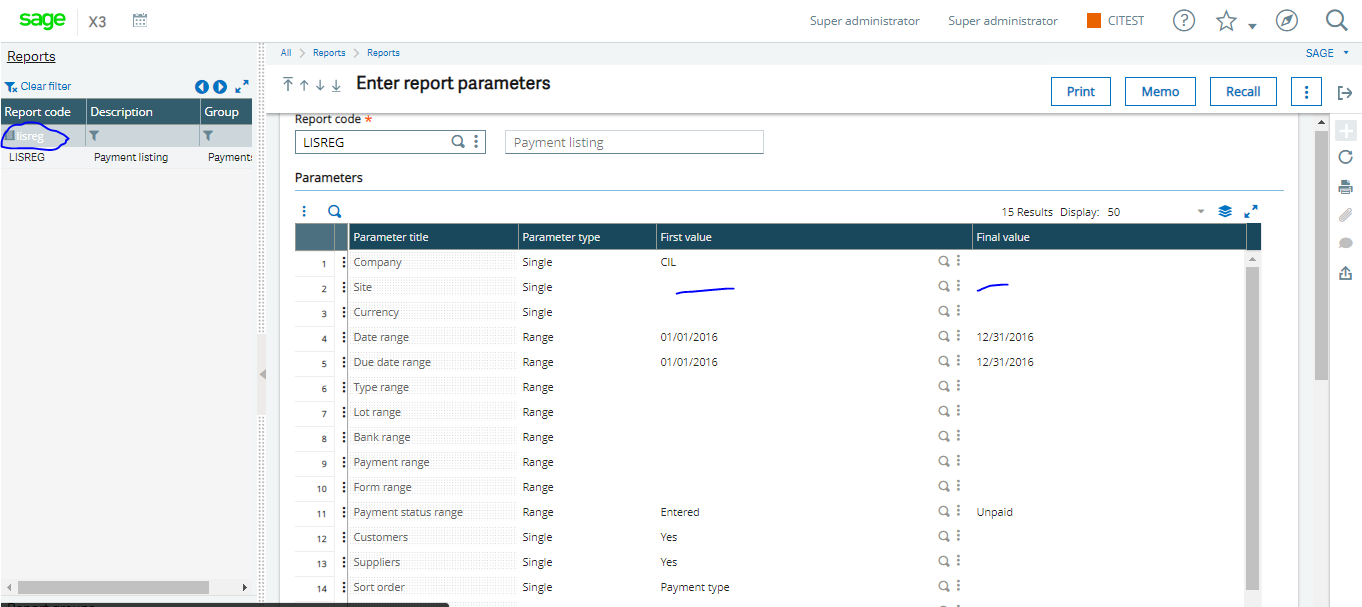 sage X3 Super administrator Super administrator CITEST
Reports All Reports Reports SAGE
Clear filter Enter report parameters Print Memo Recall
Report code Description Group Report code *
lisreg LISREG Payment listing
LISREG Payment listing Payments
Parameters
15 Results Display: 50
Parameter title Parameter type First value Final value
1 Company Single CIL
2 Site Single
3 Currency Single
4 Date range Range 01/01/2016 12/31/2016
5 Due date range Range 01/01/2016 12/31/2016
6 Type range Range
7 Lot range Range
8 Bank range Range
9 Payment range Range
10 Form range Range
11 Payment status range Range Entered Unpaid
12 Customers Single Yes
13 Suppliers Single Yes
14 Sort order Single Payment type